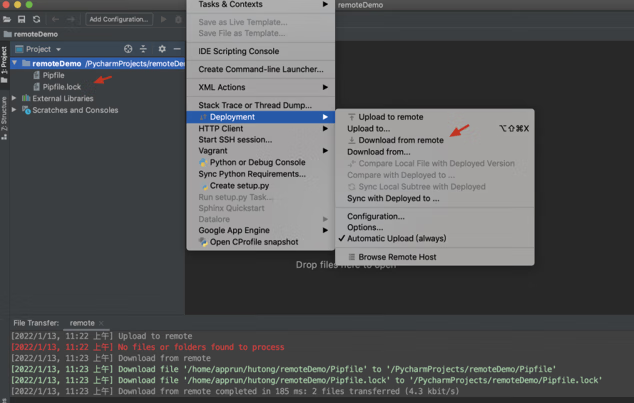 remoteDemo
Add Configuration...
remoteDemo
Project
remoteDemo /PycharmProjects/remoteDem
Pipfile
Pipfile.lock
External Libraries
Scratches and Consoles
1: Project
7: Structure
Tasks & Contexts
Save as Live Template...
Save File as Template...
IDE Scripting Console
Create Command-line Launcher...
XML Actions
Stack Trace or Thread Dump...
Deployment
HTTP Client
Start SSH session...
Vagrant
Python or Debug Console
Sync Python Requirements...
Create setup.py
Run setup.py Task...
Sphinx Quickstart
Datalore
Google App Engine
Open CProfile snapshot
Upload to remote
Upload to... ⌥⇧⌘X
Download from remote
Download from...
Compare Local File with Deployed Version
Compare with Deployed to ...
Sync Local Subtree with Deployed
Sync with Deployed to ...
Configuration...
Options...
Automatic Upload (always)
Browse Remote Host
Drop files here to open
File Transfer: remote
[2022/1/13, 11:22 上午] Upload to remote
[2022/1/13, 11:22 上午] No files or folders found to process
[2022/1/13, 11:23 上午] Download from remote
[2022/1/13, 11:23 上午] Download file '/home/apprun/hutong/remoteDemo/Pipfile' to '/PycharmProjects/remoteDemo/Pipfile'
[2022/1/13, 11:23 上午] Download file '/home/apprun/hutong/remoteDemo/Pipfile.lock' to '/PycharmProjects/remoteDemo/Pipfile.lock'
[2022/1/13, 11:23 上午] Download from remote completed in 185 ms: 2 files transferred (4.3 kbit/s)